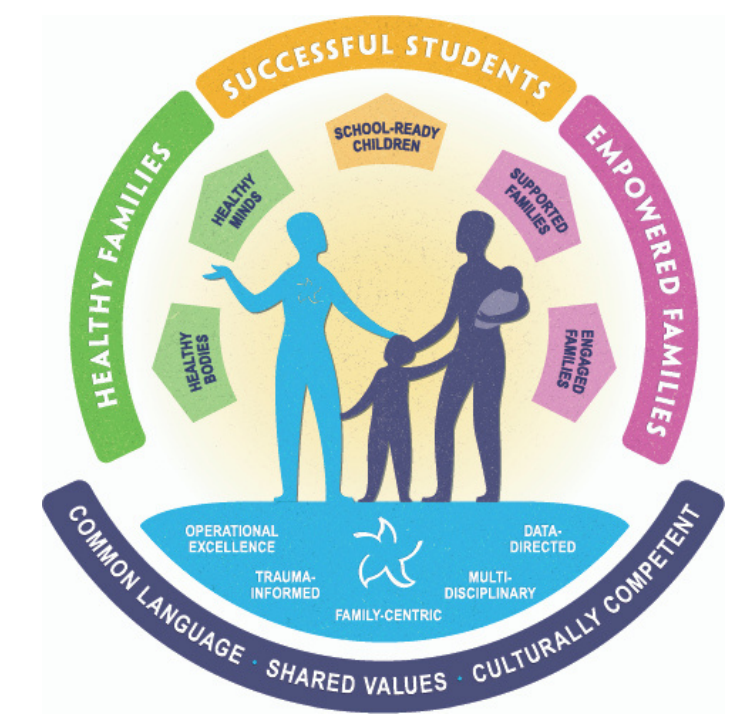 SUCCESSFUL STUDENTS
HEALTHY FAMILIES
EMPOWERED FAMILIES
SCHOOL-READY
CHILDREN
HEALTHY
MINDS
SUPPORTED
FAMILIES
HEALTHY
BODIES
ENGAGED
FAMILIES
OPERATIONAL
EXCELLENCE
DATA-
DIRECTED
TRAUMA-
INFORMED
MULTI-
DISCIPLINARY
FAMILY-CENTRIC
COMMON LANGUAGE · SHARED VALUES · CULTURALLY COMPETENT